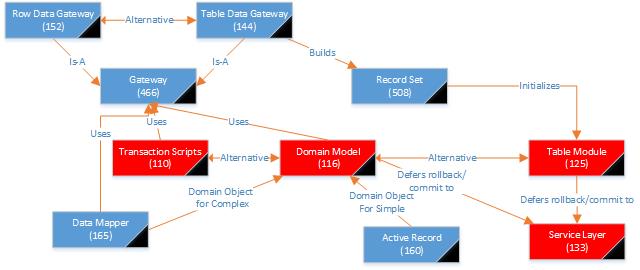 Row Data Gateway
(152)
Alternative
Table Data Gateway
(144)
Is-A
Is-A
Builds
Gateway
(466)
Record Set
(508)
Initializes
Uses
Uses
Uses
Transaction Scripts
(110)
Alternative
Domain Model
(116)
Alternative
Table Module
(125)
Defers rollback/
commit to
Domain Object
for Complex
Domain Object
For Simple
Defers rollback/commit to
Data Mapper
(165)
Active Record
(160)
Service Layer
(133)